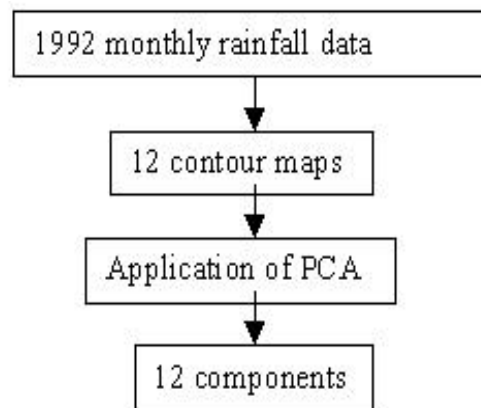 1992 monthly rainfall data
12 contour maps
Application of PCA
12 components